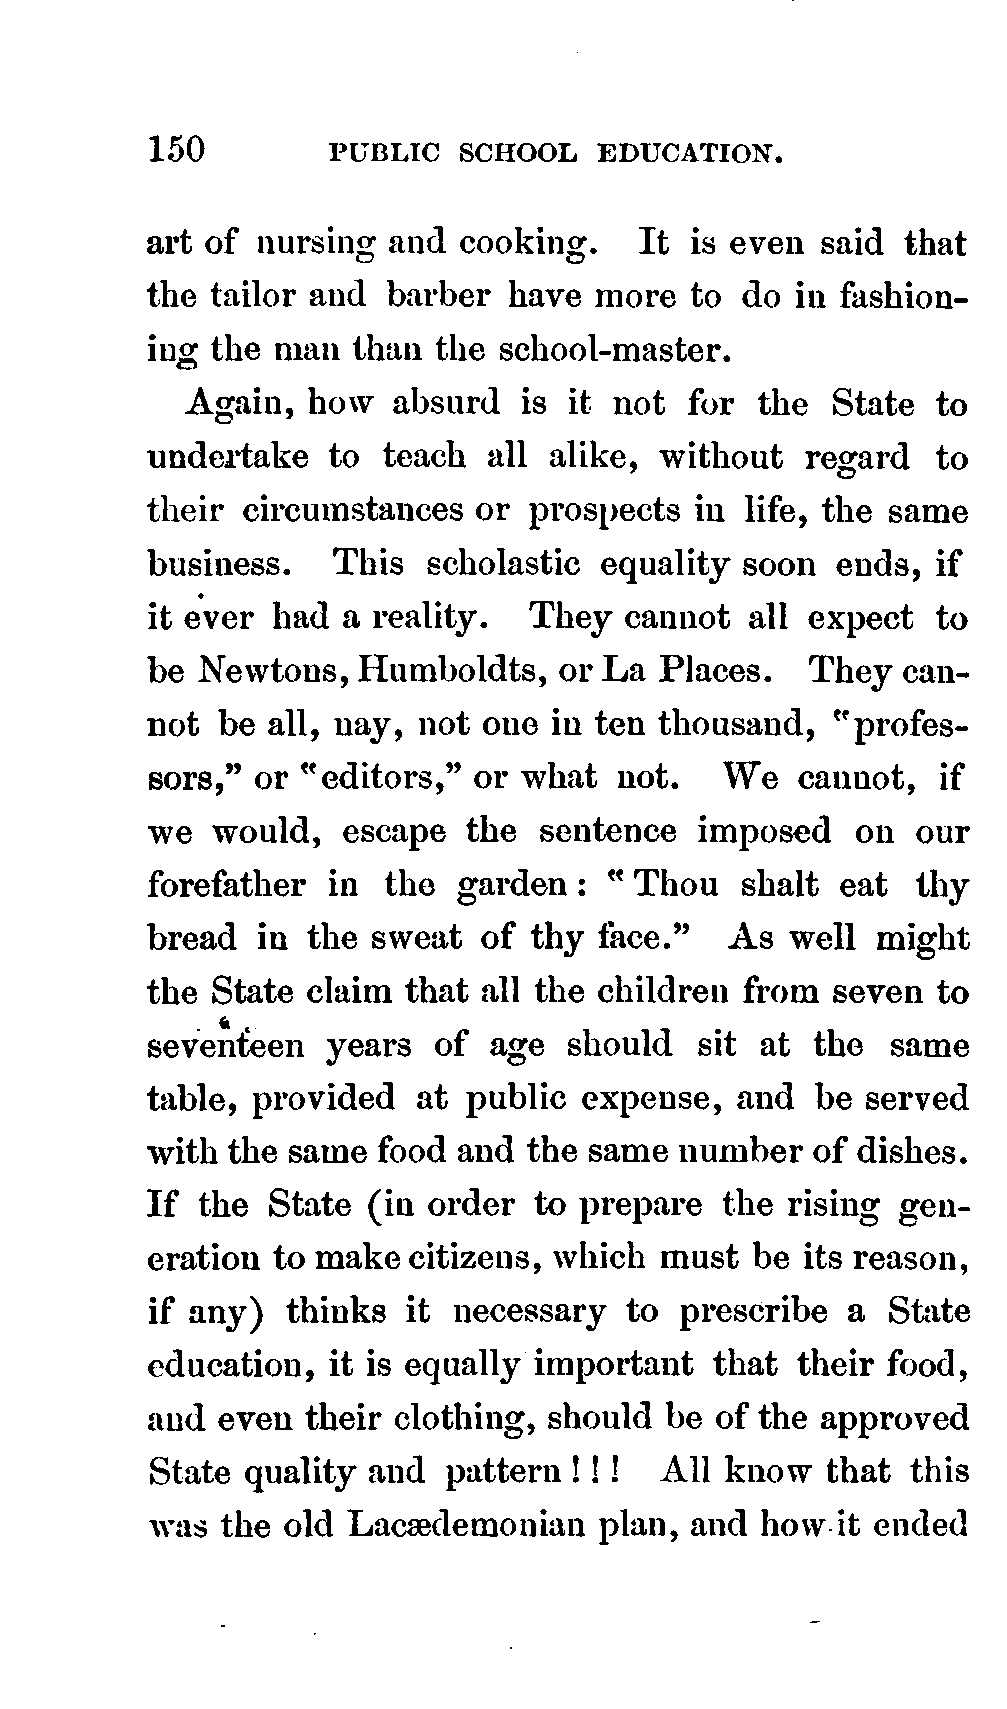 150 PUBLIC SCHOOL EDUCATION.
art of nursing and cooking. It is even said that
the tailor and barber have more to do in fashion-
ing the man than the school-master.
Again, how absurd is it not for the State to
undertake to teach all alike, without regard to
their circumstances or prospects in life, the same
business. This scholastic equality soon ends, if
it ever had a reality. They cannot all expect to
be Newtons, Humboldts, or La Places. They can-
not be all, nay, not one in ten thousand, "profes-
sors," or "editors," or what not. We cannot, if
we would, escape the sentence imposed on our
forefather in the garden: "Thou shalt eat thy
bread in the sweat of thy face." As well might
the State claim that all the children from seven to
seventeen years of age should sit at the same
table, provided at public expense, and be served
with the same food and the same number of dishes.
If the State (in order to prepare the rising gen-
eration to make citizens, which must be its reason,
if any) thinks it necessary to prescribe a State
education, it is equally important that their food,
and even their clothing, should be of the approved
State quality and pattern!!! All know that this
was the old Lacædemonian plan, and how it ended